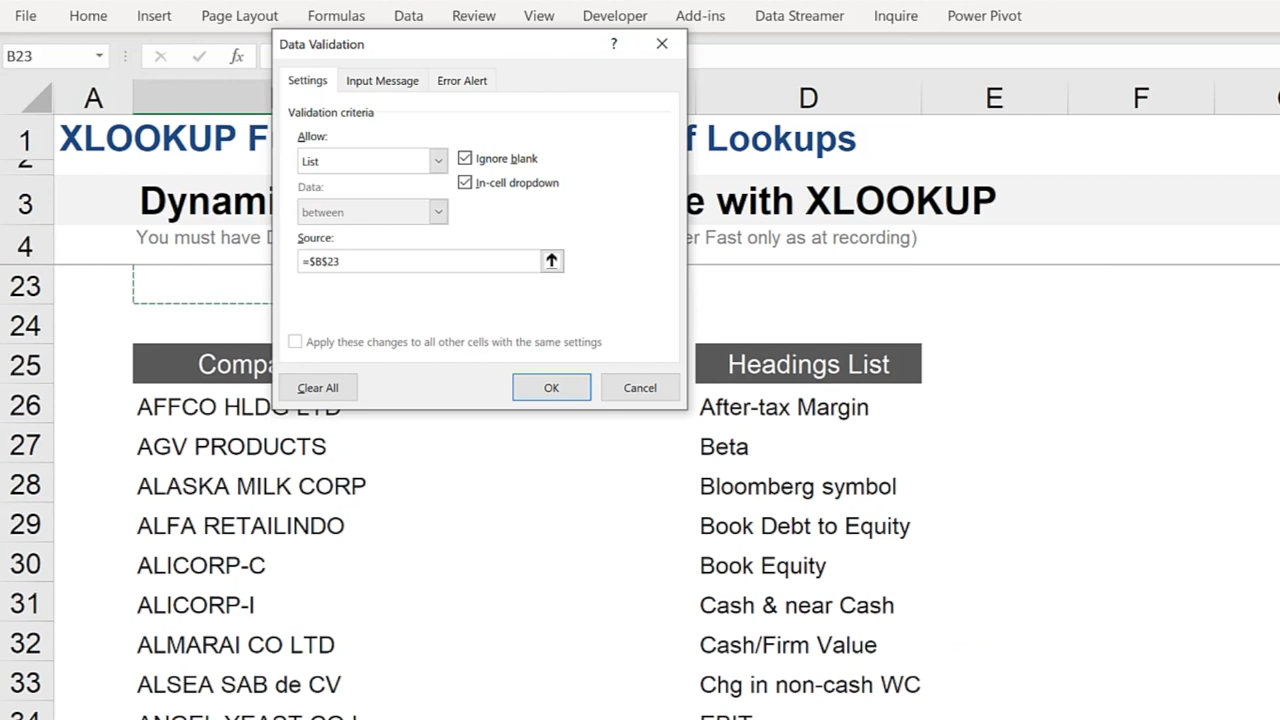 File Home Insert Page Layout Formulas Data Review View Developer Add-ins Data Streamer Inquire Power Pivot
B23 fx
Data Validation ?
Settings Input Message Error Alert
Validation criteria
Allow:
List
Ignore blank
Data:
In-cell dropdown
between
Source:
=$B$23
Apply these changes to all other cells with the same settings
Clear All OK Cancel
A D E F
1 XLOOKUP F f Lookups
2
3 Dynami e with XLOOKUP
4 You must have er Fast only as at recording)
23
24
25 Compa Headings List
26 AFFCO HLDG LTD After-tax Margin
27 AGV PRODUCTS Beta
28 ALASKA MILK CORP Bloomberg symbol
29 ALFA RETAILINDO Book Debt to Equity
30 ALICORP-C Book Equity
31 ALICORP-I Cash & near Cash
32 ALMARAI CO LTD Cash/Firm Value
33 ALSEA SAB de CV Chg in non-cash WC